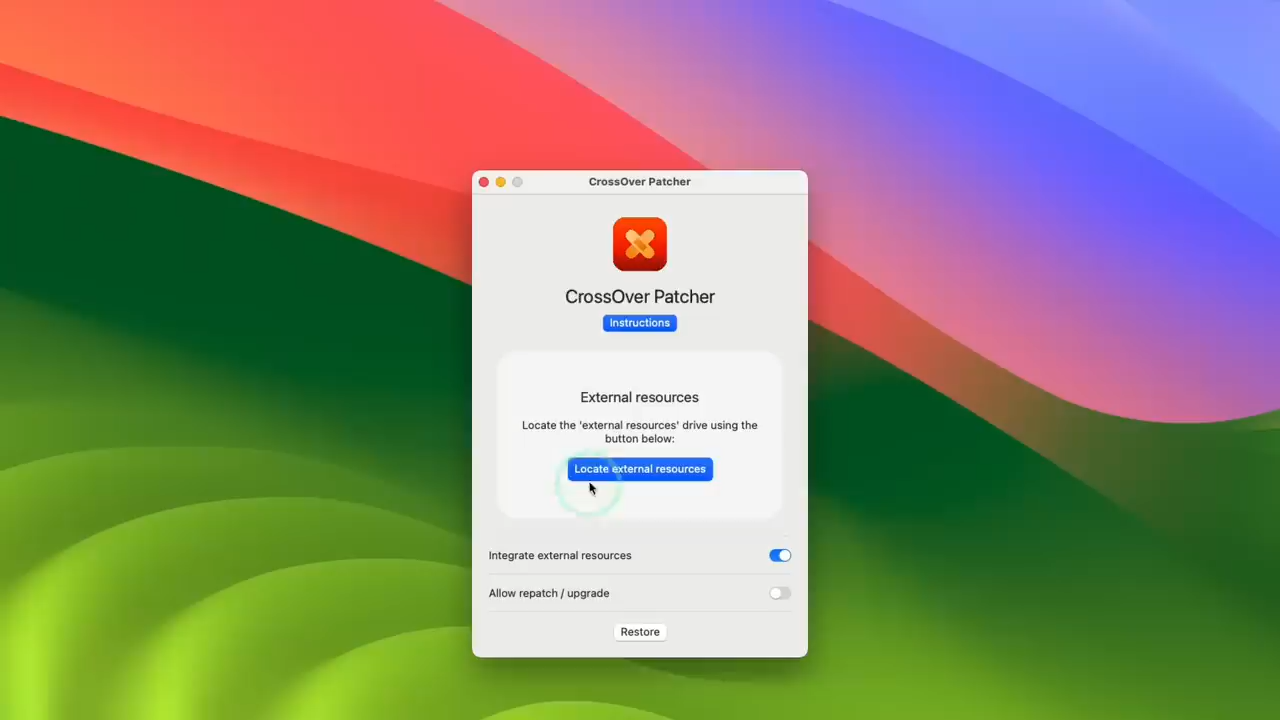 CrossOver Patcher
CrossOver Patcher
Instructions
External resources
Locate the 'external resources' drive using the
button below:
Locate external resources
Integrate external resources
Allow repatch / upgrade
Restore